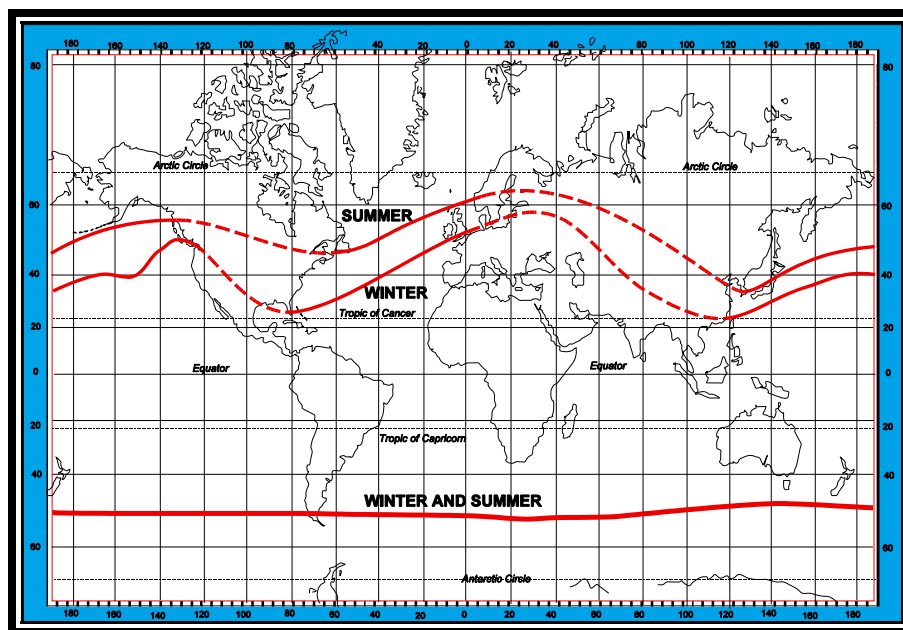 180 160 140 120 100 80 60 40 20 0 20 40 60 80 100 120 140 160 180
80 80
Arctic Circle Arctic Circle
60 60
SUMMER
40 40
WINTER
Tropic of Cancer
20 20
Equator Equator
0 0
20 20
Tropic of Capricorn
40 40
WINTER AND SUMMER
60 60
Antarctic Circle
180 160 140 120 100 80 60 40 20 0 20 40 60 80 100 120 140 160 180